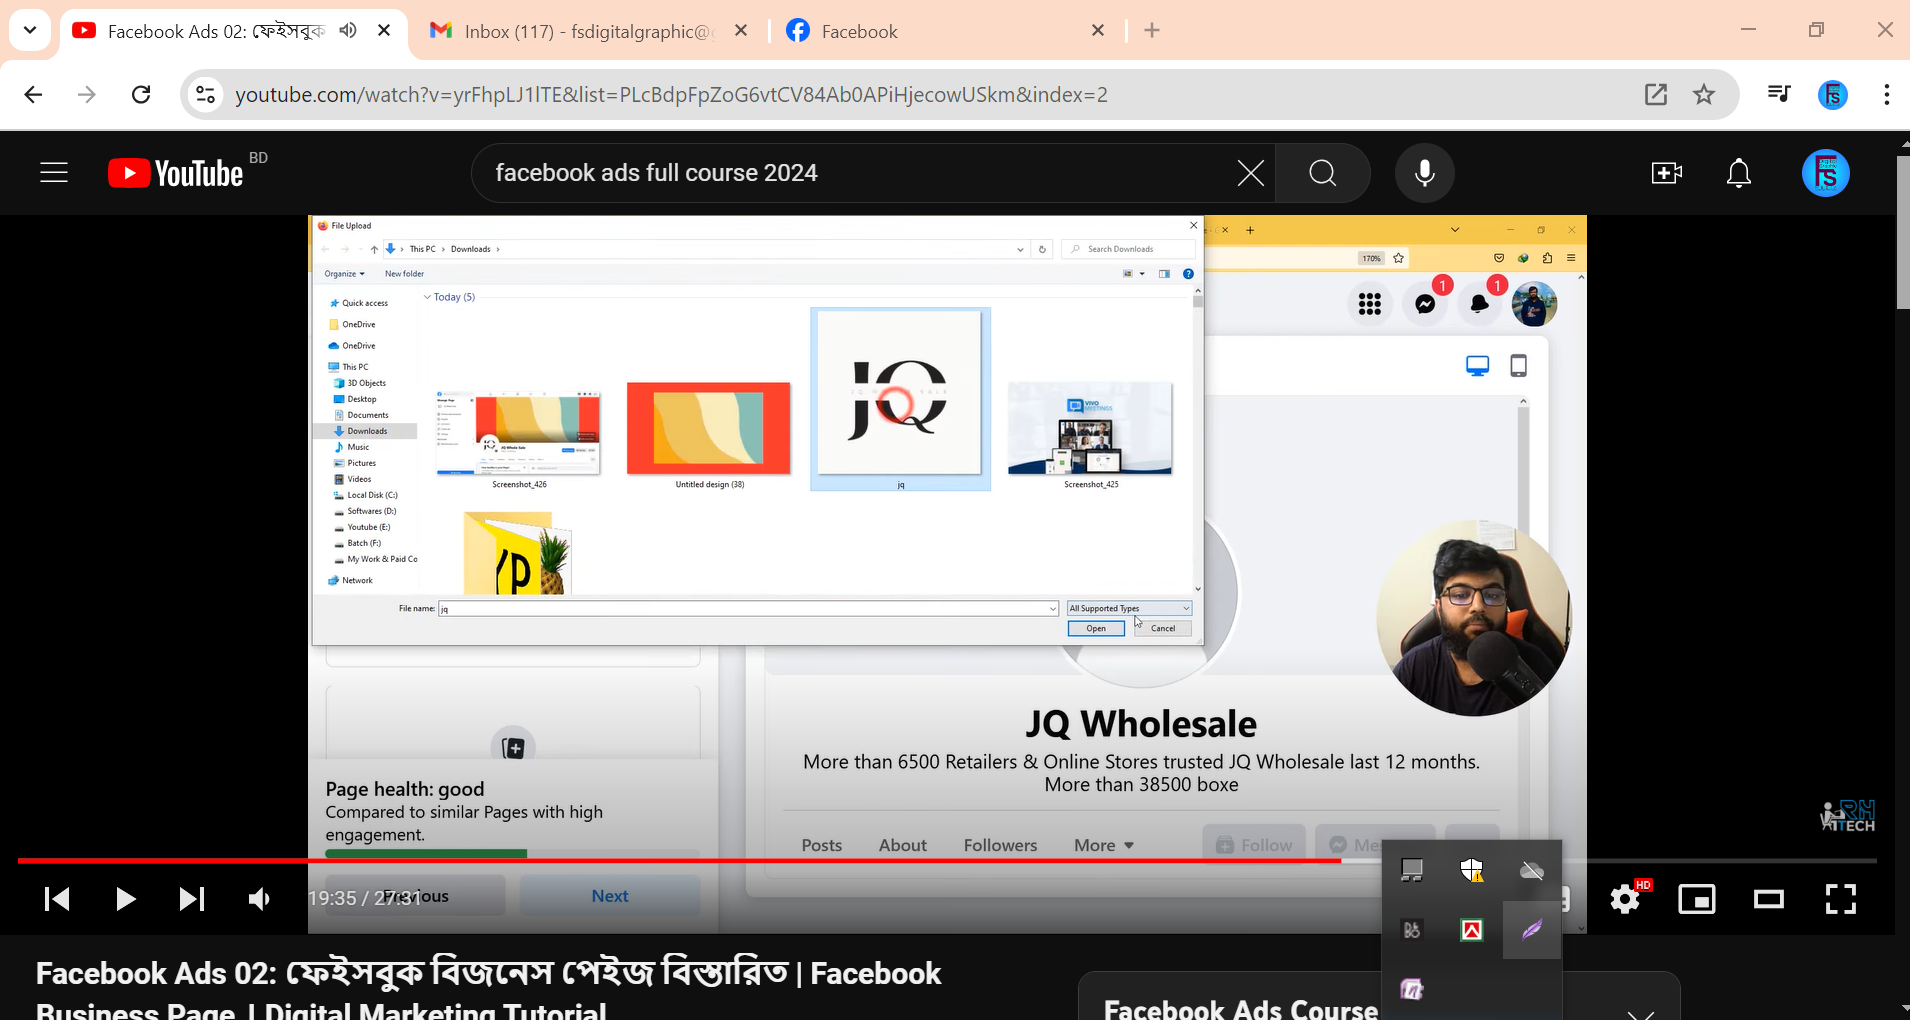 Facebook Ads 02: ফেইসবুক
Inbox (117) - fsdigitalgraphic@g
Facebook
youtube.com/watch?v=yrFhpLJ1lTE&list=PLcBdpFpZoG6vtCV84Ab0APiHjecowUSkm&index=2
YouTube BD
facebook ads full course 2024
File Upload
This PC > Downloads >
Search Downloads
Organize
New folder
170%
1
1
Quick access
OneDrive
OneDrive
This PC
3D Objects
Desktop
Documents
Downloads
Music
Pictures
Videos
Local Disk (C:)
Softwares (D:)
Youtube (E:)
Batch (F:)
My Work & Paid Co
Network
Today (5)
JQ
VIVO
MEETINGS
Screenshot_426
Untitled design (38)
jq
Screenshot_425
File name: jq
All Supported Types
Open
Cancel
JQ Wholesale
More than 6500 Retailers & Online Stores trusted JQ Wholesale last 12 months.
More than 38500 boxe
Page health: good
Compared to similar Pages with high
engagement.
Posts
About
Followers
More
Follow
Mes
RH
TECH
19:35 / 27:31
Previous
Next
HD
Facebook Ads 02: ফেইসবুক বিজনেস পেইজ বিস্তারিত | Facebook
Business Page | Digital Marketing Tutorial
Facebook Ads Course